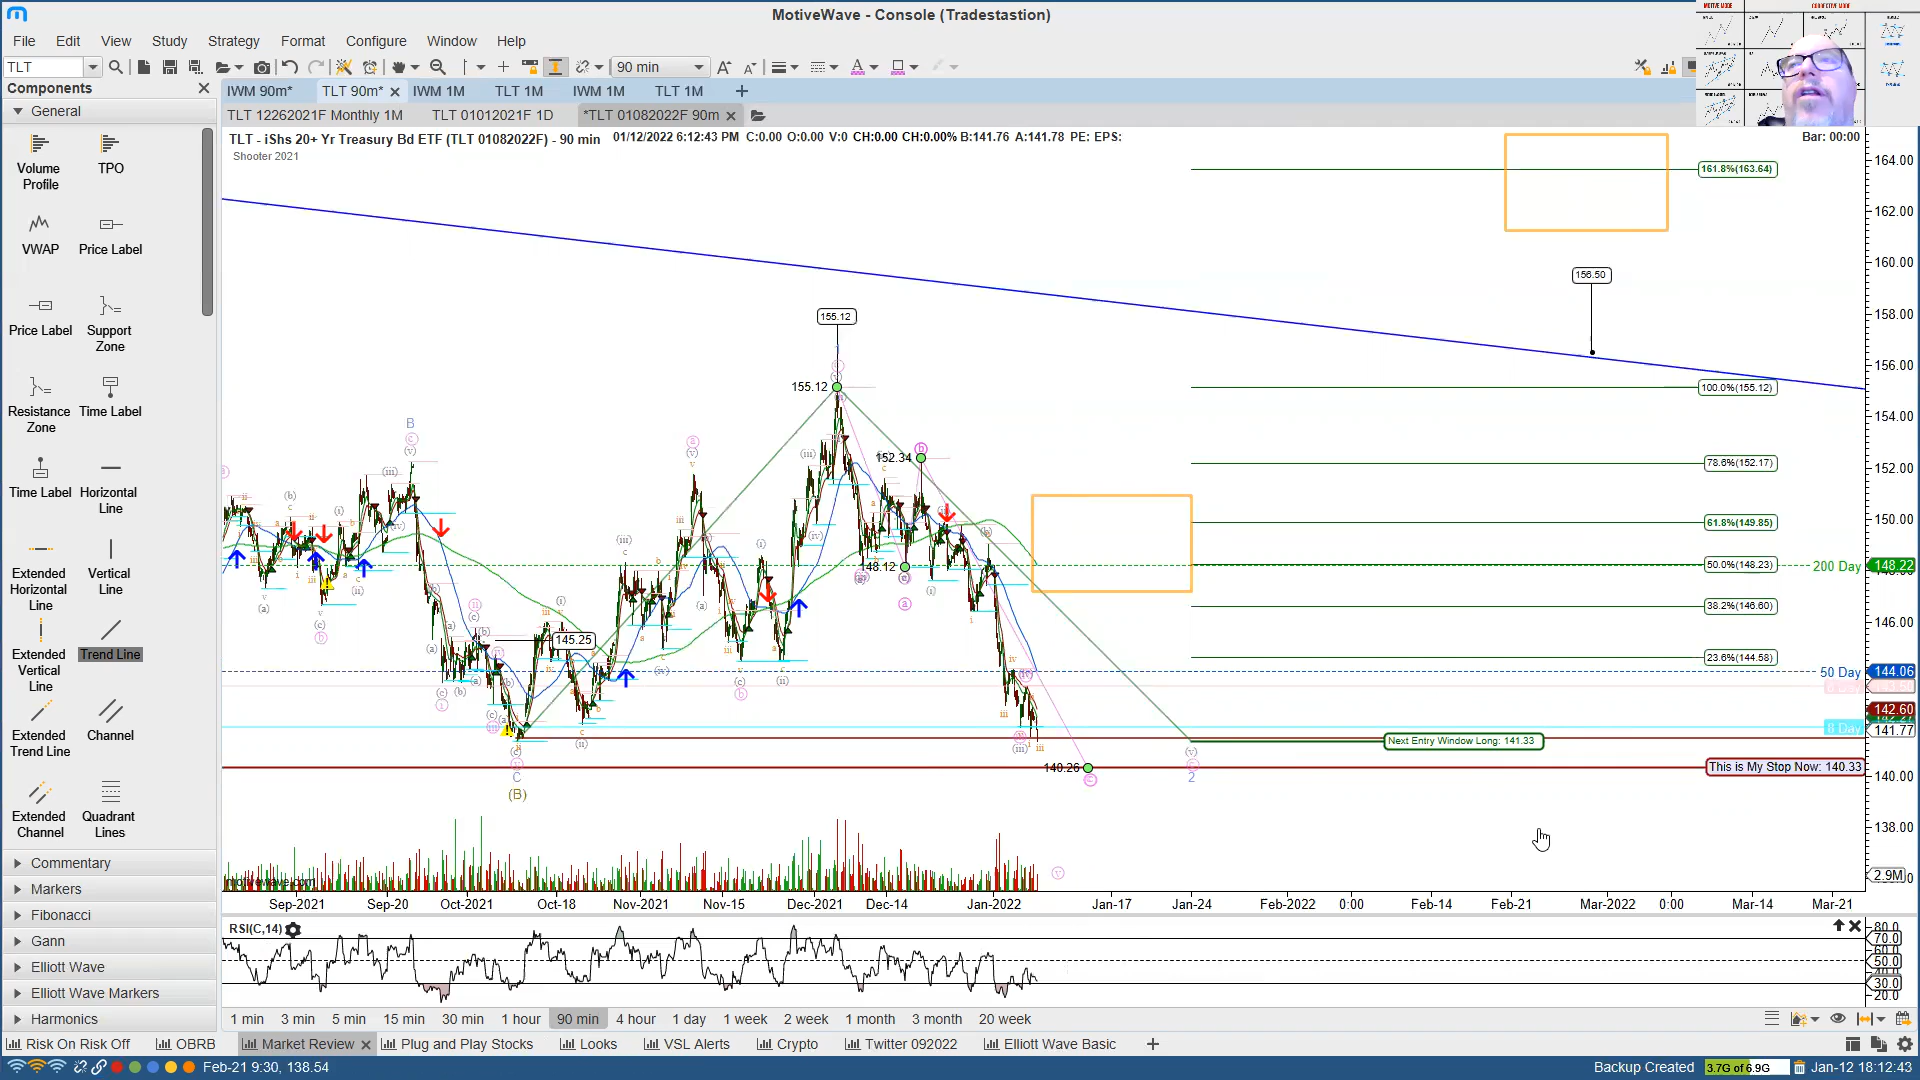 MotiveWave - Console (Tradestastion)
File Edit View Study Strategy Format Configure Window Help
TLT
90 min
Components
General
Volume Profile
TPO
VWAP
Price Label
Price Label
Support Zone
Resistance Zone
Time Label
Time Label
Horizontal Line
Extended Horizontal Line
Vertical Line
Extended Vertical Line
Trend Line
Extended Trend Line
Channel
Extended Channel
Quadrant Lines
Commentary
Markers
Fibonacci
Gann
Elliott Wave
Elliott Wave Markers
Harmonics
IWM 90m* TLT 90m* IWM 1M TLT 1M IWM 1M TLT 1M
TLT 12262021F Monthly 1M TLT 01012021F 1D *TLT 01082022F 90m
TLT - iShs 20+ Yr Treasury Bd ETF (TLT 01082022F) - 90 min 01/12/2022 6:12:43 PM C:0.00 O:0.00 V:0 CH:0.00 CH:0.00% B:141.76 A:141.78 PE: EPS:
Bar: 00:00
Shooter 2021
161.8%(163.64)
156.50
155.12
155.12
100.0%(155.12)
152.34
78.6%(152.17)
61.8%(149.85)
148.12
50.0%(148.23)
200 Day 148.22
38.2%(146.60)
145.25
23.6%(144.58)
50 Day 144.06
142.60
8 Day 141.77
Next Entry Window Long: 141.33
This is My Stop Now: 140.33
140.26
B
C
(B)
2
164.00
162.00
160.00
158.00
156.00
154.00
152.00
150.00
146.00
140.00
138.00
2.9M
motivewave.com
Sep-2021 Sep-20 Oct-2021 Oct-18 Nov-2021 Nov-15 Dec-2021 Dec-14 Jan-2022 Jan-17 Jan-24 Feb-2022 0:00 Feb-14 Feb-21 Mar-2022 0:00 Mar-14 Mar-21
RSI(C,14)
80.0
70.0
50.0
30.0
20.0
1 min 3 min 5 min 15 min 30 min 1 hour 90 min 4 hour 1 day 1 week 2 week 1 month 3 month 20 week
Risk On Risk Off OBRB Market Review Plug and Play Stocks Looks VSL Alerts Crypto Twitter 092022 Elliott Wave Basic
Feb-21 9:30, 138.54
Backup Created 3.7G of 6.9G Jan-12 18:12:43